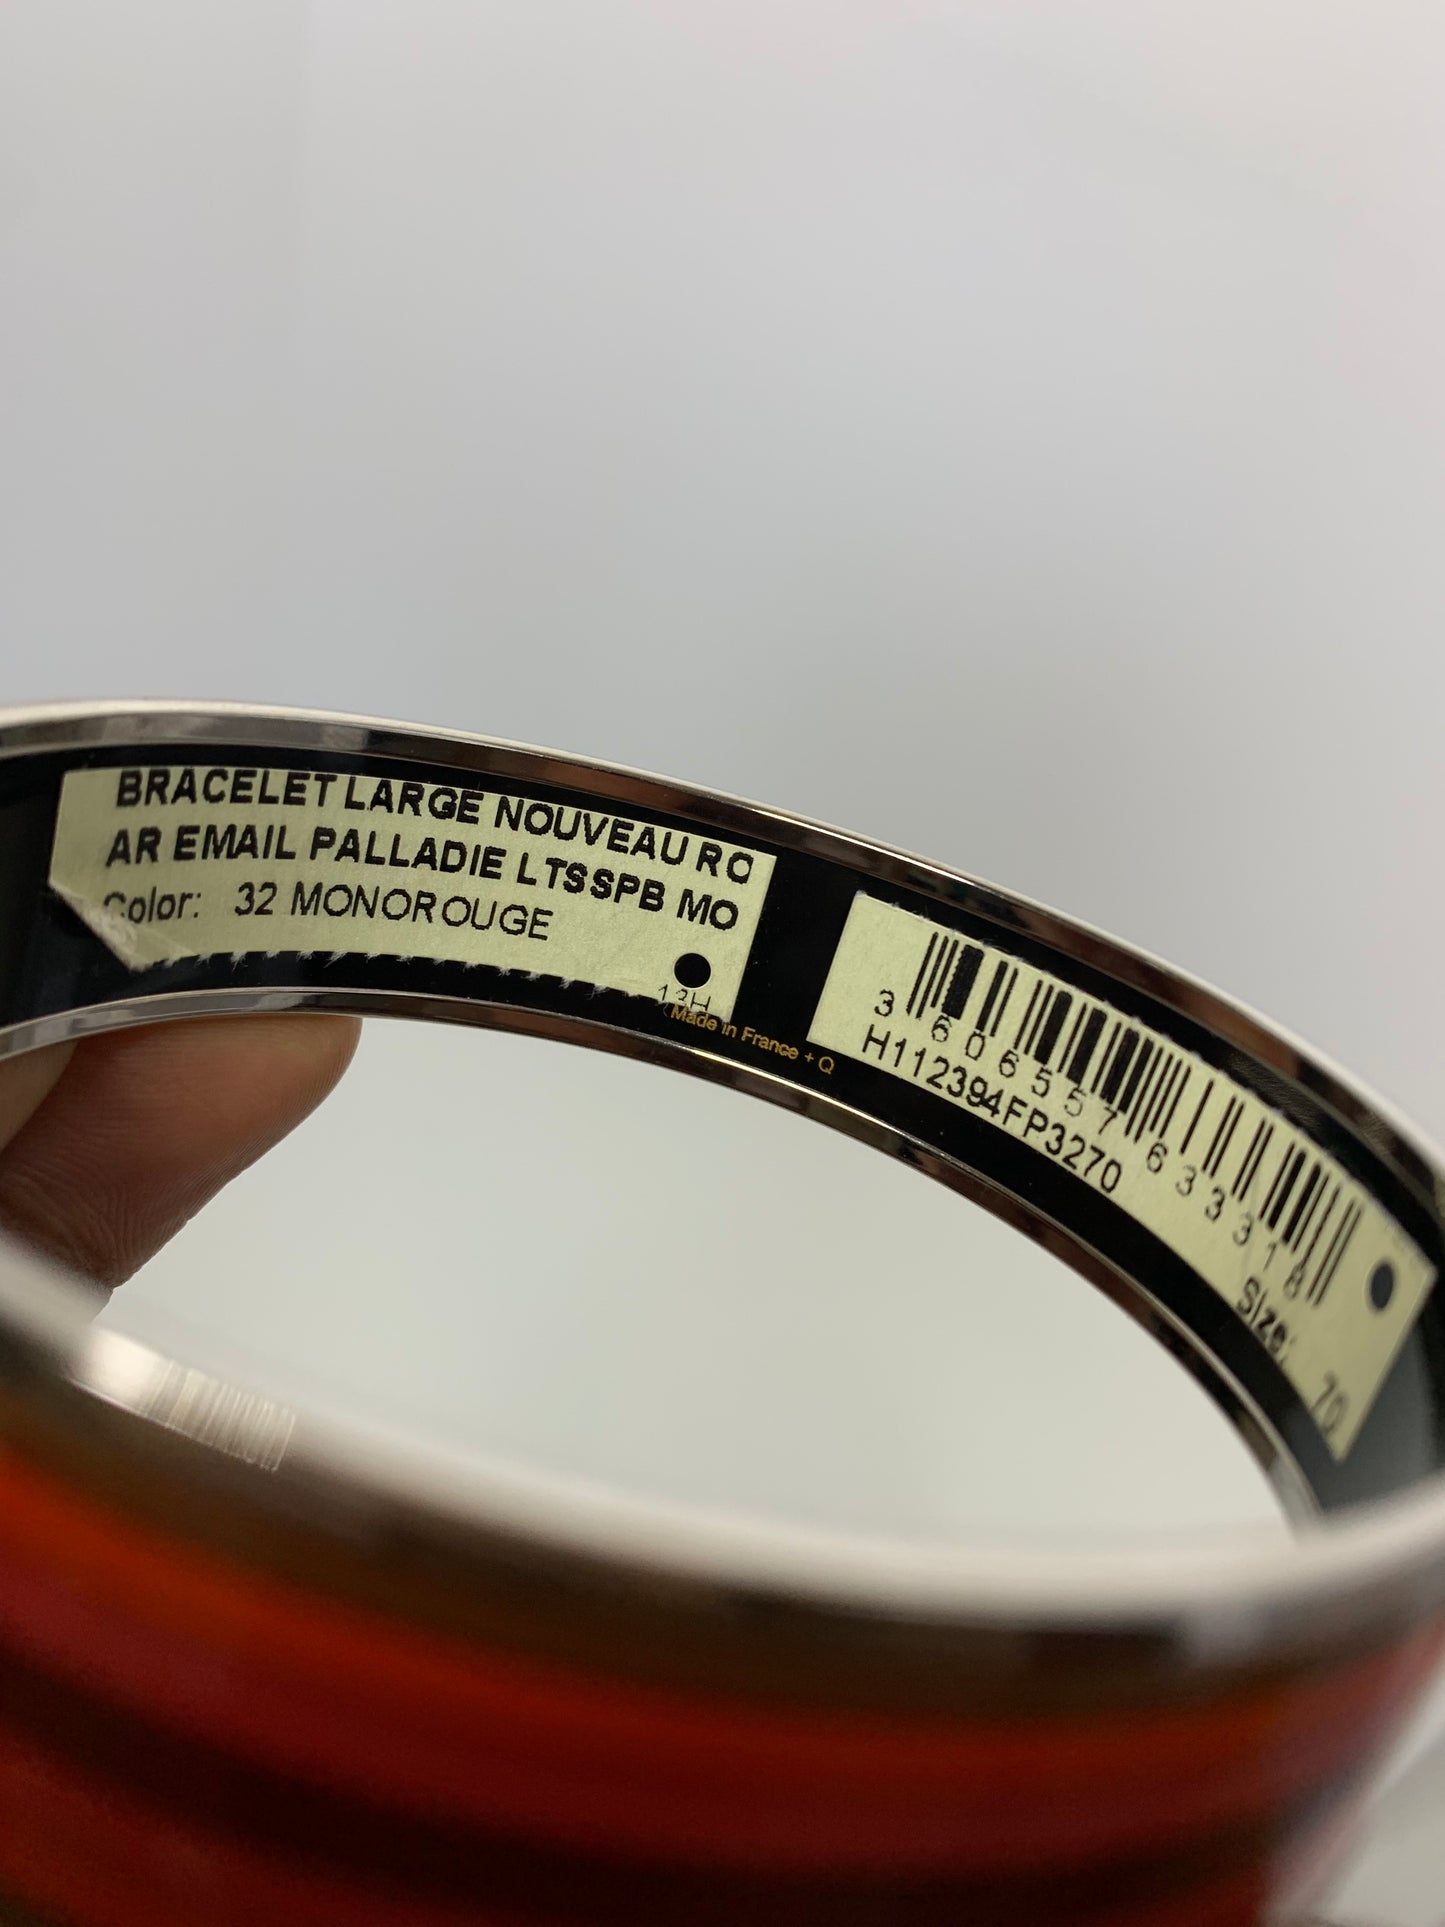 BRACELET LARGE NOUVEAU RO
AR EMAIL PALLADIE LTSSPB MO
Color: 32 MONOROUGE
13H
Made in France + Q
3 606557 633318
H112394FP3270
Size: 70